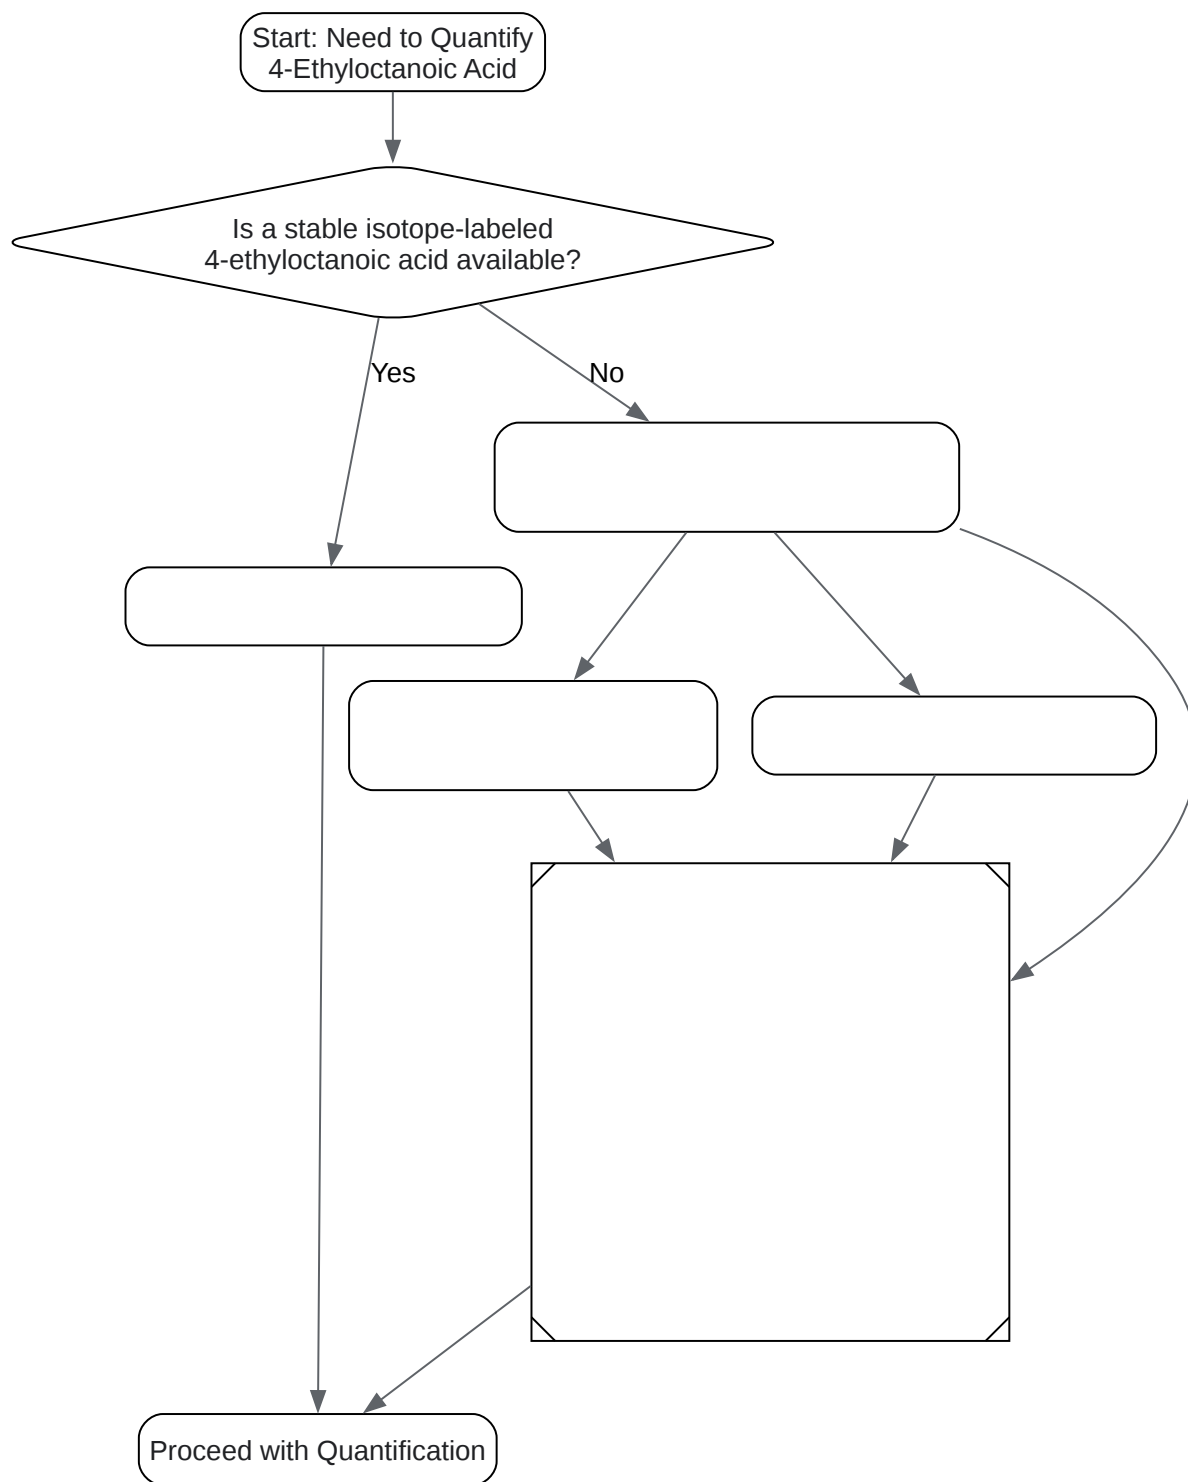 Start: Need to Quantify
4-Ethyloctanoic Acid
Is a stable isotope-labeled
4-ethyloctanoic acid available?
Yes
No
Proceed with Quantification